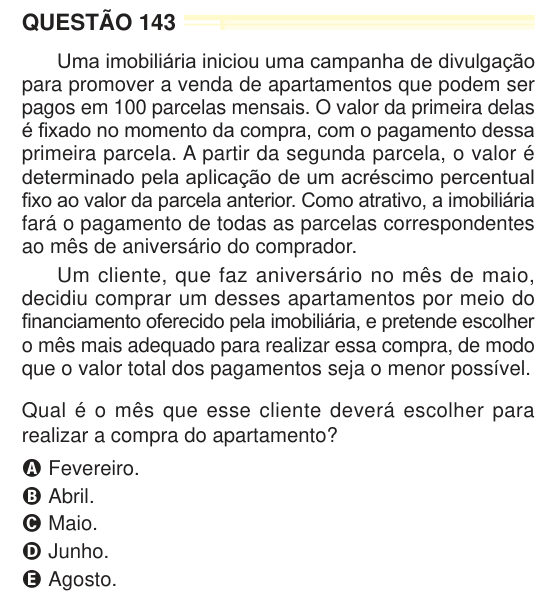 QUESTÃO 143
Uma imobiliária iniciou uma campanha de divulgação
para promover a venda de apartamentos que podem ser
pagos em 100 parcelas mensais. O valor da primeira delas
é fixado no momento da compra, com o pagamento dessa
primeira parcela. A partir da segunda parcela, o valor é
determinado pela aplicação de um acréscimo percentual
fixo ao valor da parcela anterior. Como atrativo, a imobiliária
fará o pagamento de todas as parcelas correspondentes
ao mês de aniversário do comprador.
Um cliente, que faz aniversário no mês de maio,
decidiu comprar um desses apartamentos por meio do
financiamento oferecido pela imobiliária, e pretende escolher
o mês mais adequado para realizar essa compra, de modo
que o valor total dos pagamentos seja o menor possível.
Qual é o mês que esse cliente deverá escolher para
realizar a compra do apartamento?
A Fevereiro.
B Abril.
C Maio.
D Junho.
E Agosto.